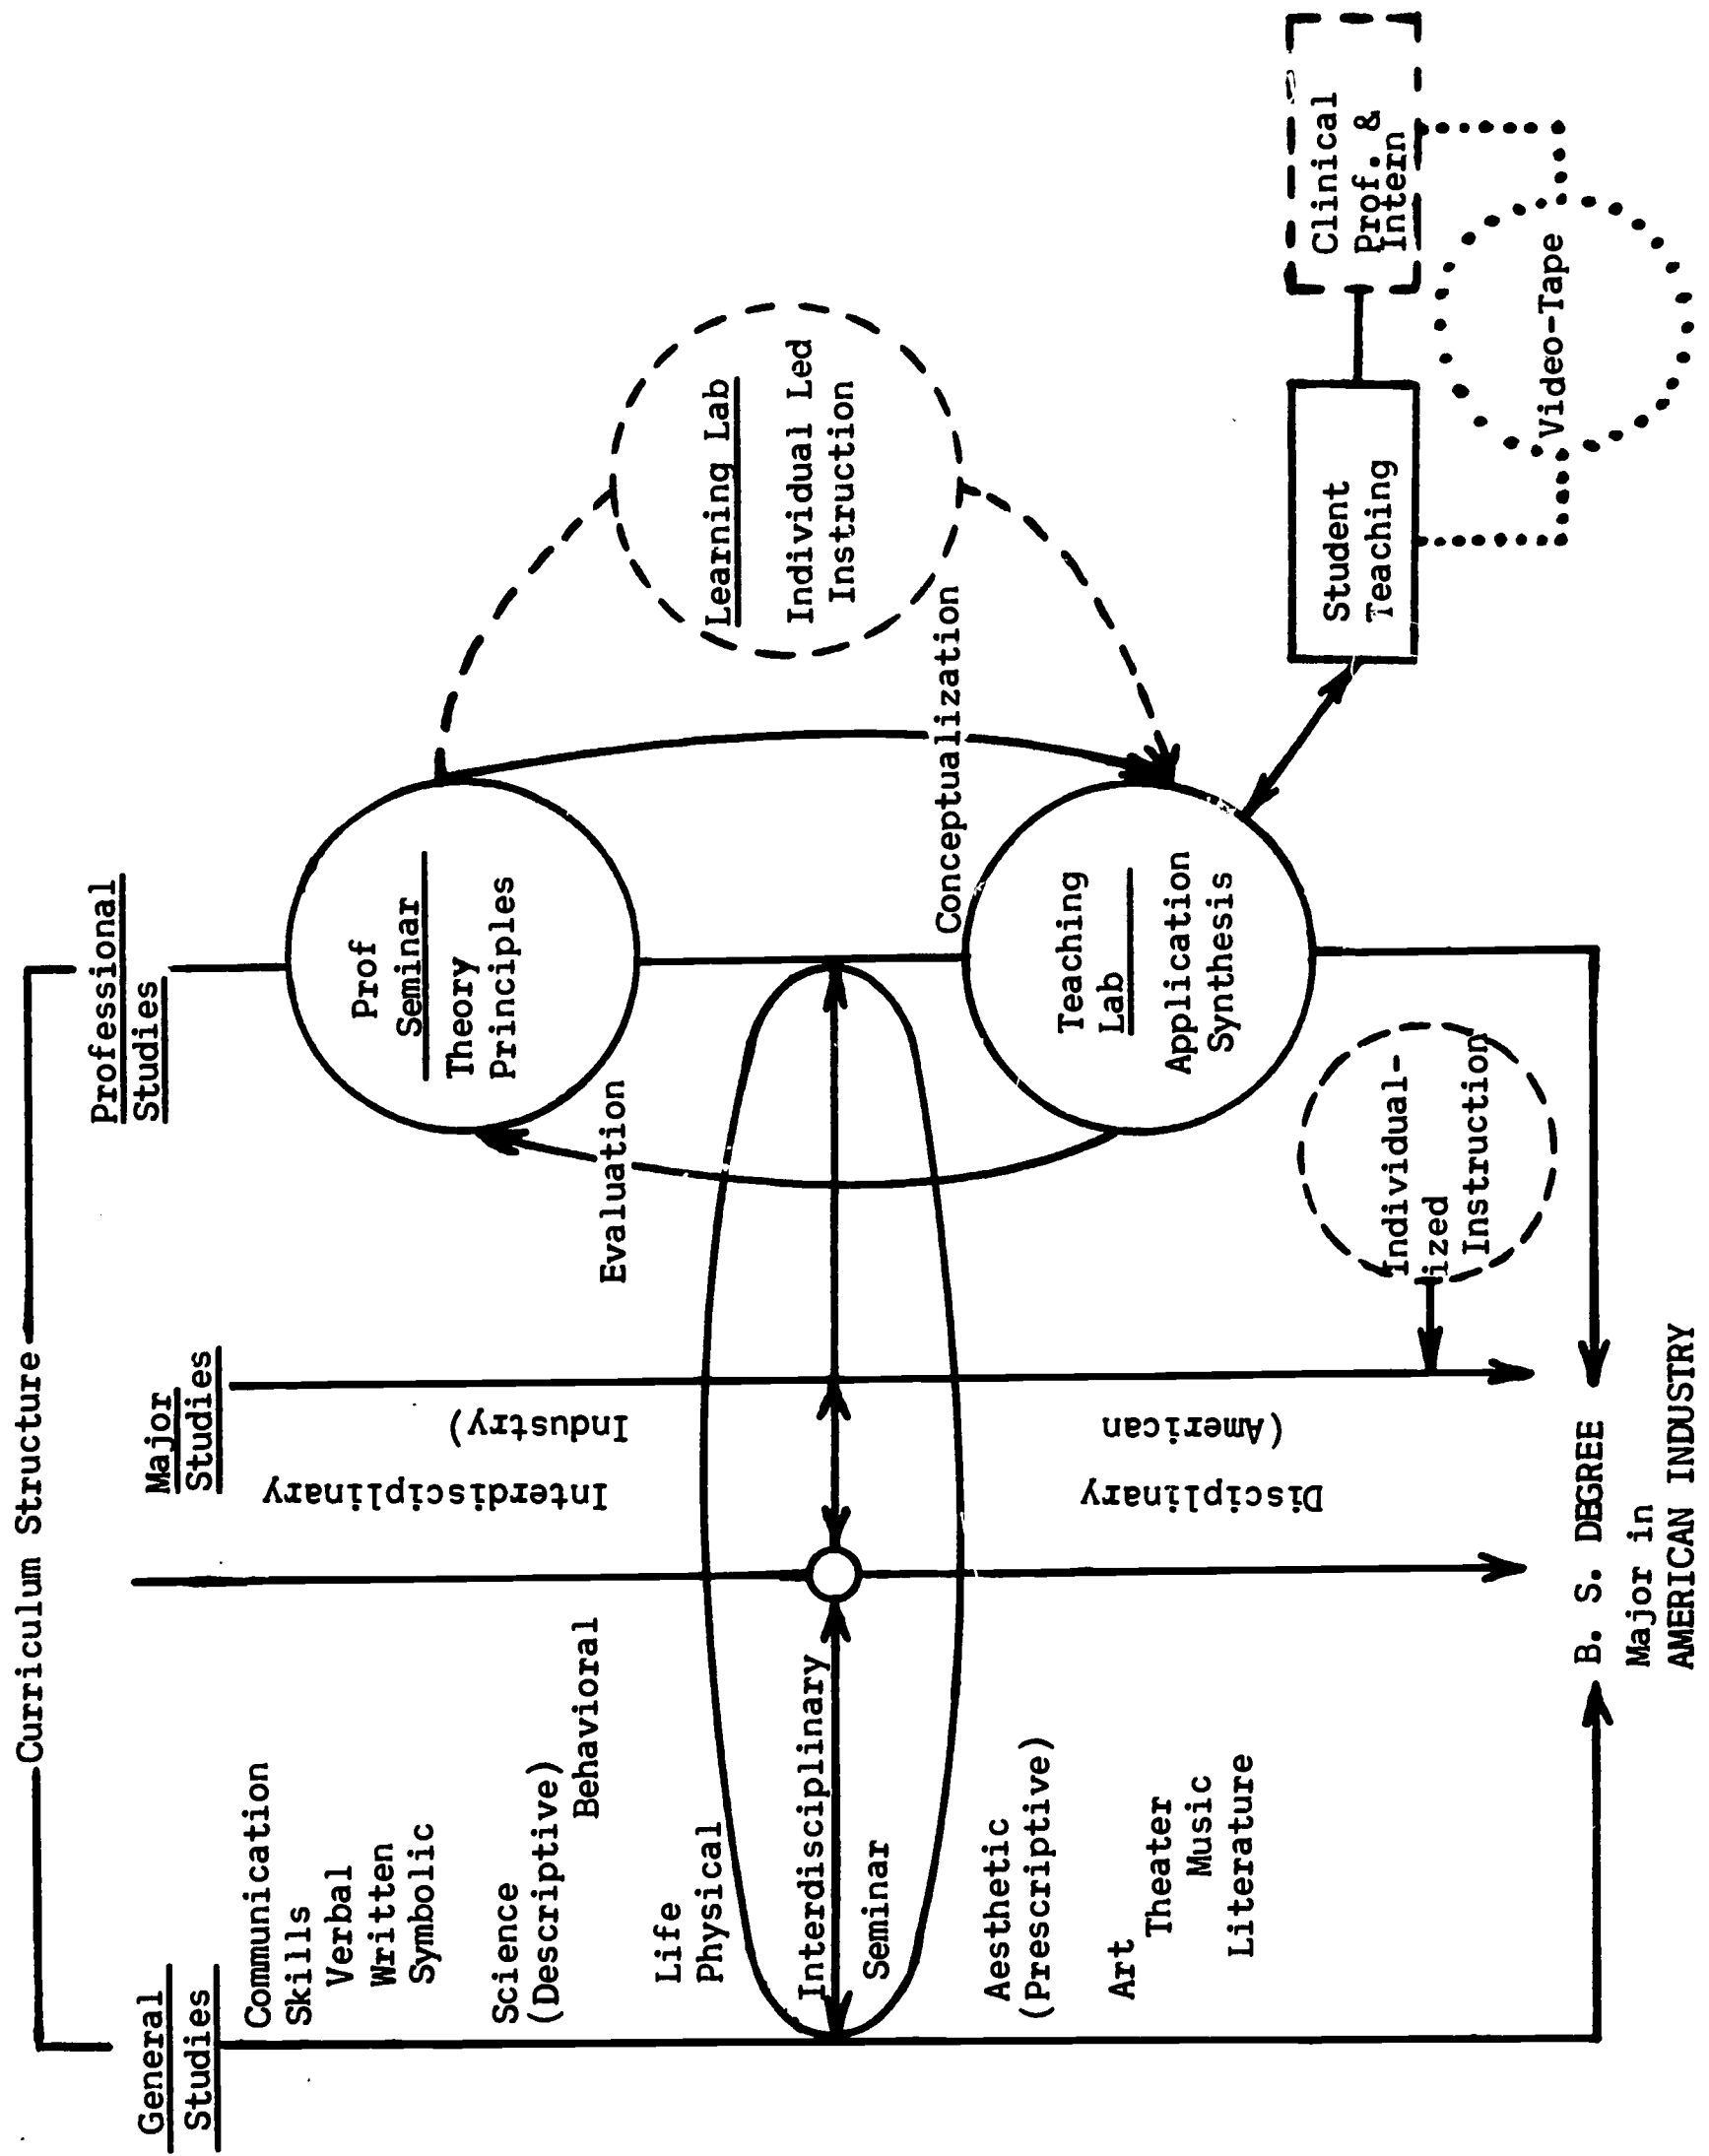 Curriculum Structure
General
Studies
Major
Studies
Professional
Studies
Communication
Skills
Verbal
Written
Symbolic
Science
(Descriptive)
Behavioral
Life
Physical
Interdisciplinary
Seminar
Aesthetic
(Prescriptive)
Art
Theater
Music
Literature
Interdisciplinary
Disciplinary
(American
Industry)
Prof
Seminar
Theory
Principles
Evaluation
Conceptualization
Teaching
Lab
Application
Synthesis
Learning Lab
Individual Led
Instruction
Individual-
ized
Instruction
Student
Teaching
Clinical
Prof. &
Intern
Video-Tape
B. S. DEGREE
Major in
AMERICAN INDUSTRY